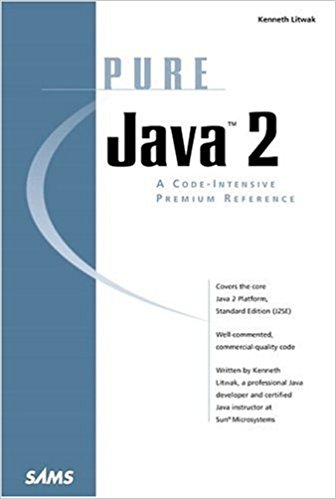 Kenneth Litwak
PURE
Java™ 2
A Code-Intensive
Premium Reference
Covers the core
Java 2 Platform,
Standard Edition (J2SE)
Well-commented,
commercial-quality code
Written by Kenneth
Litwak, a professional Java
developer and certified
Java instructor at
Sun® Microsystems
SAMS